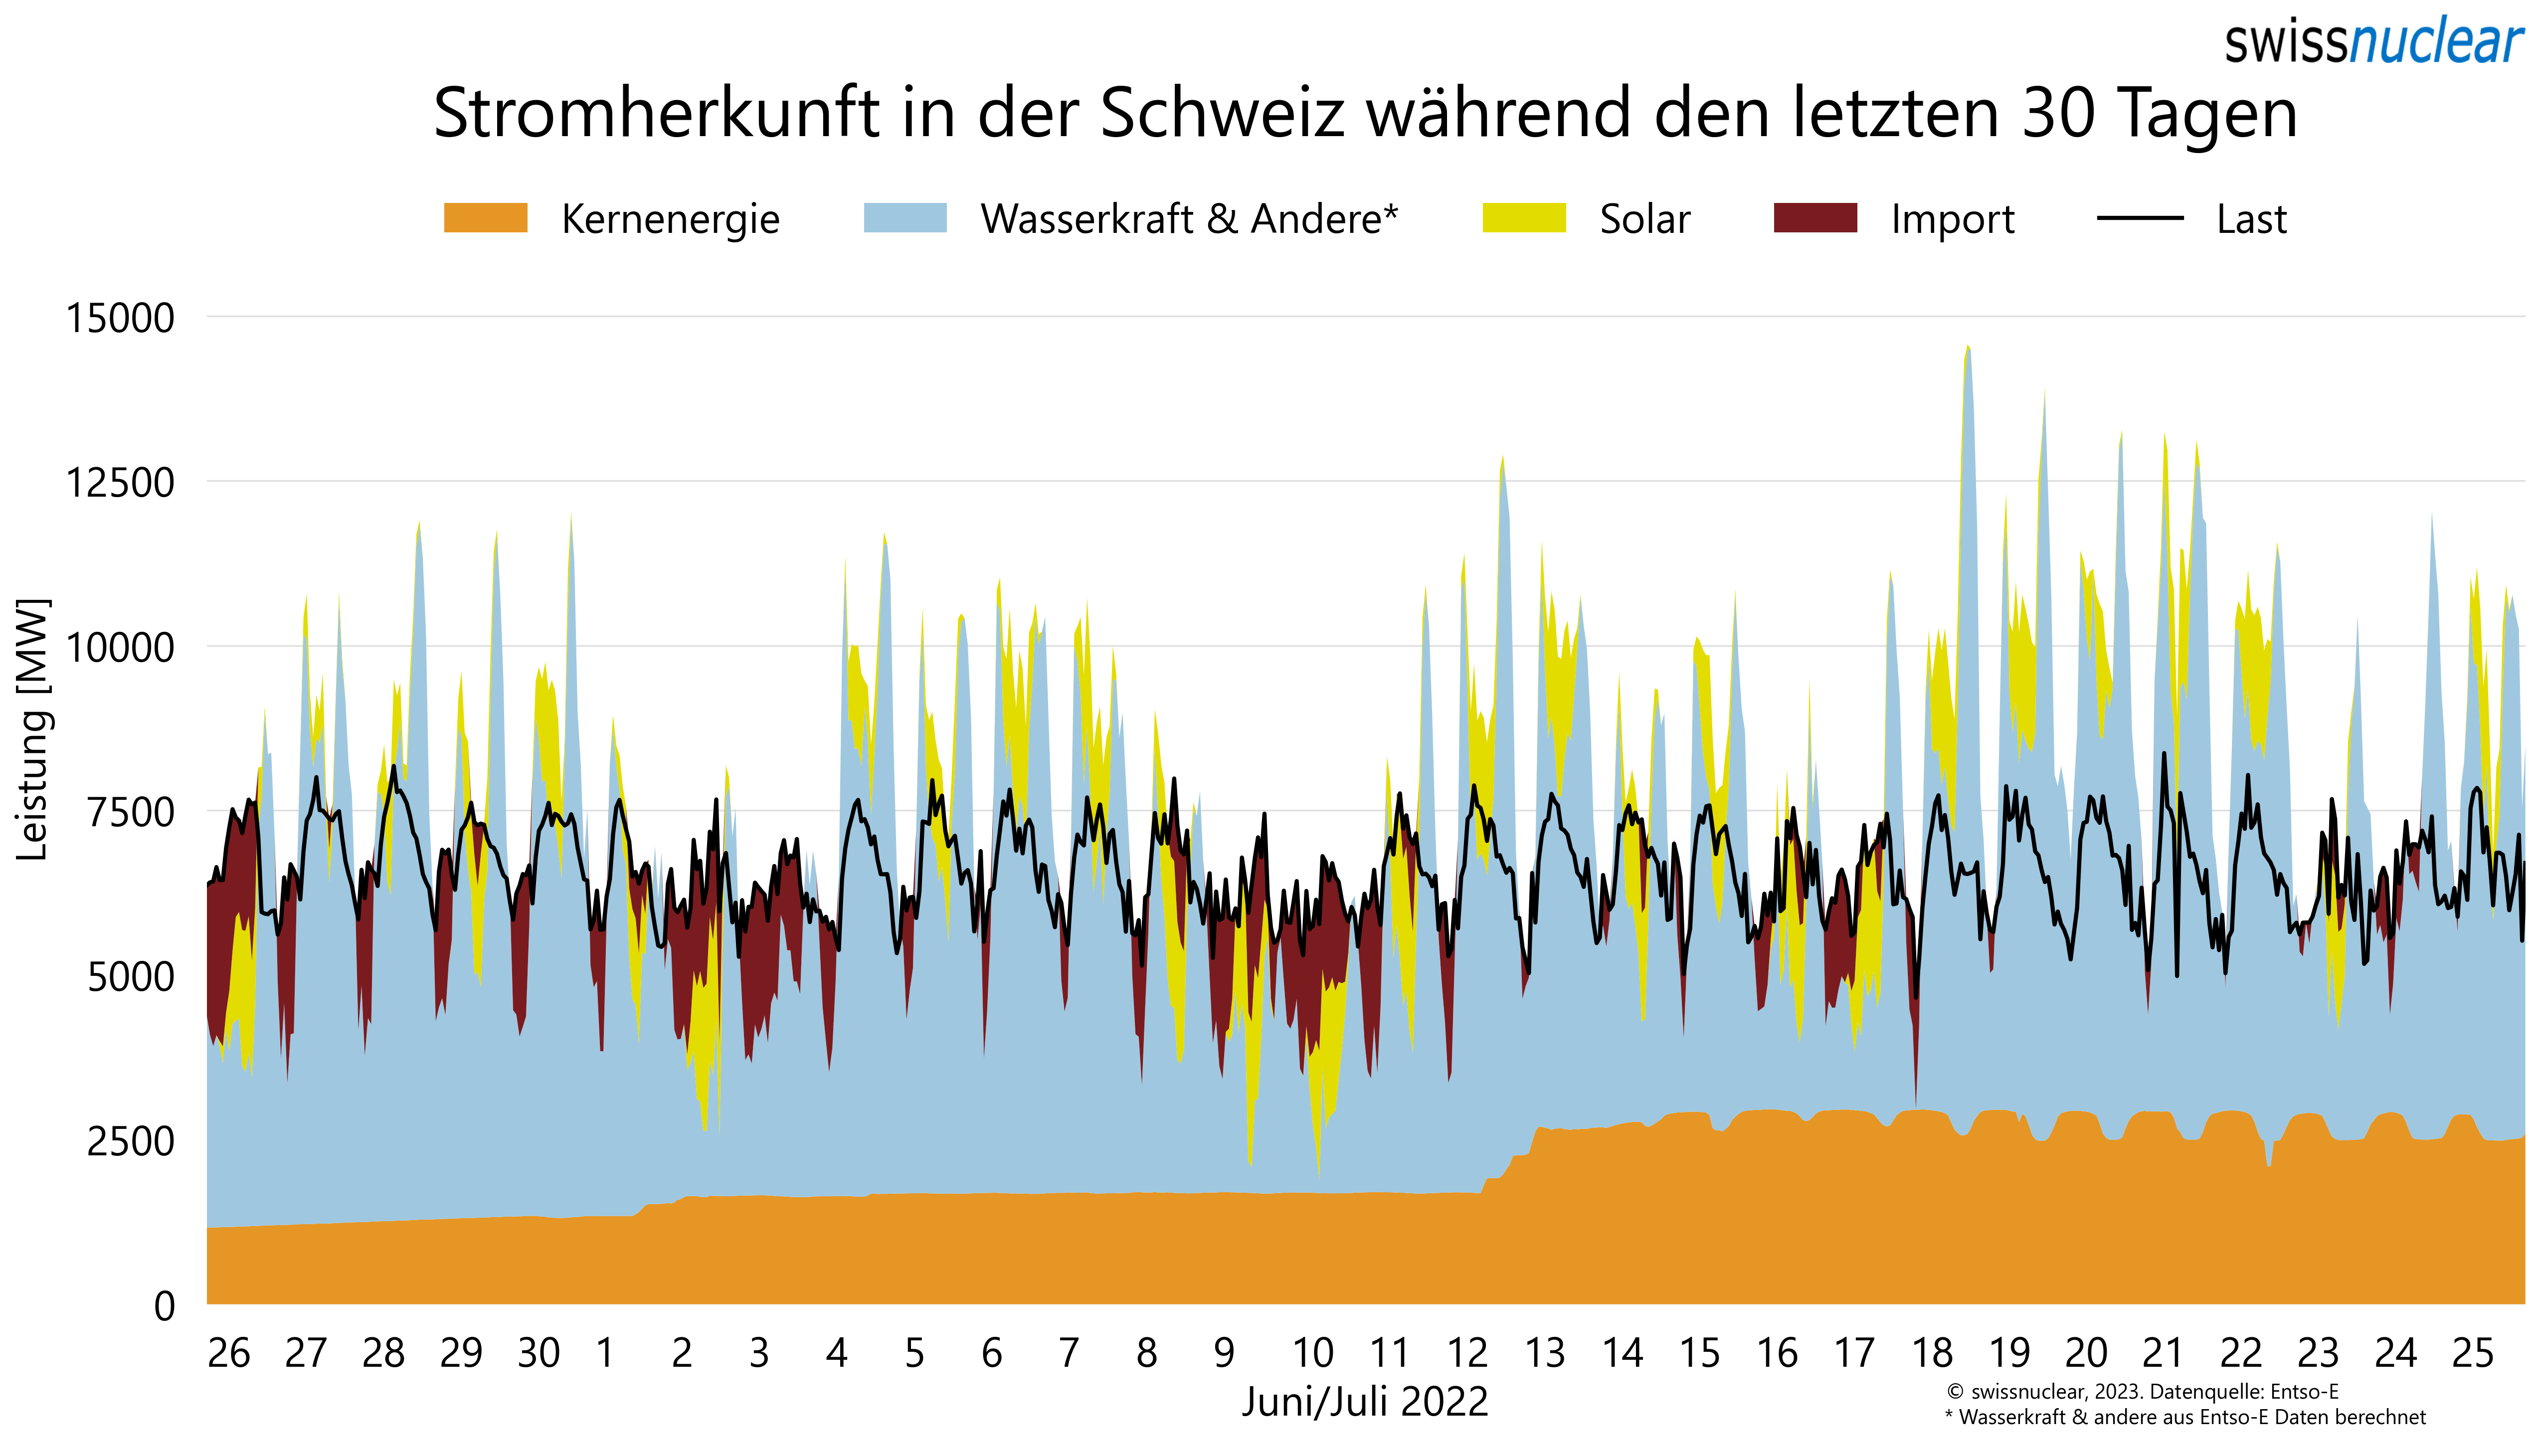 swissnuclear
Stromherkunft in der Schweiz während den letzten 30 Tagen
Kernenergie Wasserkraft & Andere* Solar Import Last
15000
12500
10000
7500
5000
2500
0
Leistung [MW]
26 27 28 29 30 1 2 3 4 5 6 7 8 9 10 11 12 13 14 15 16 17 18 19 20 21 22 23 24 25
Juni/Juli 2022
© swissnuclear, 2023. Datenquelle: Entso-E
* Wasserkraft & andere aus Entso-E Daten berechnet